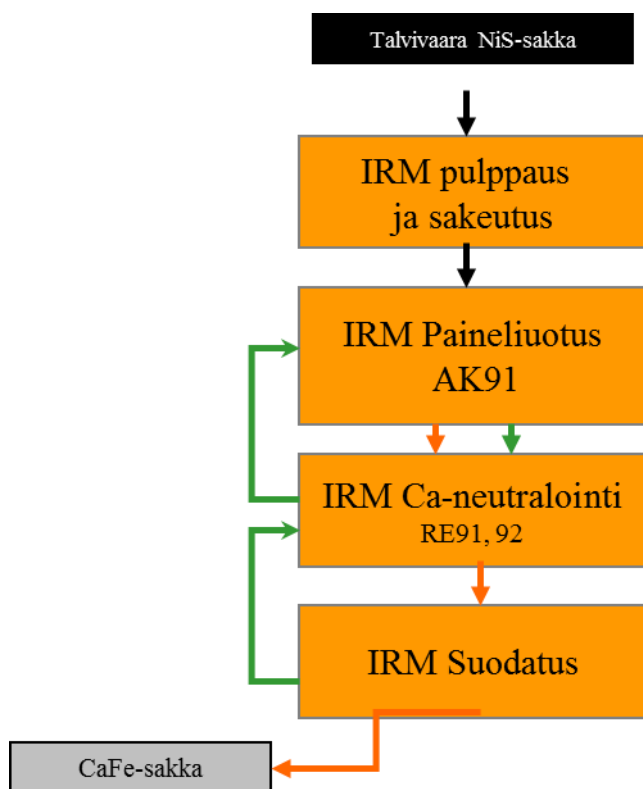 Talvivaara NiS-sakka
IRM pulppaus
ja sakeutus
IRM Paineliuotus
AK91
IRM Ca-neutralointi
RE91, 92
IRM Suodatus
CaFe-sakka